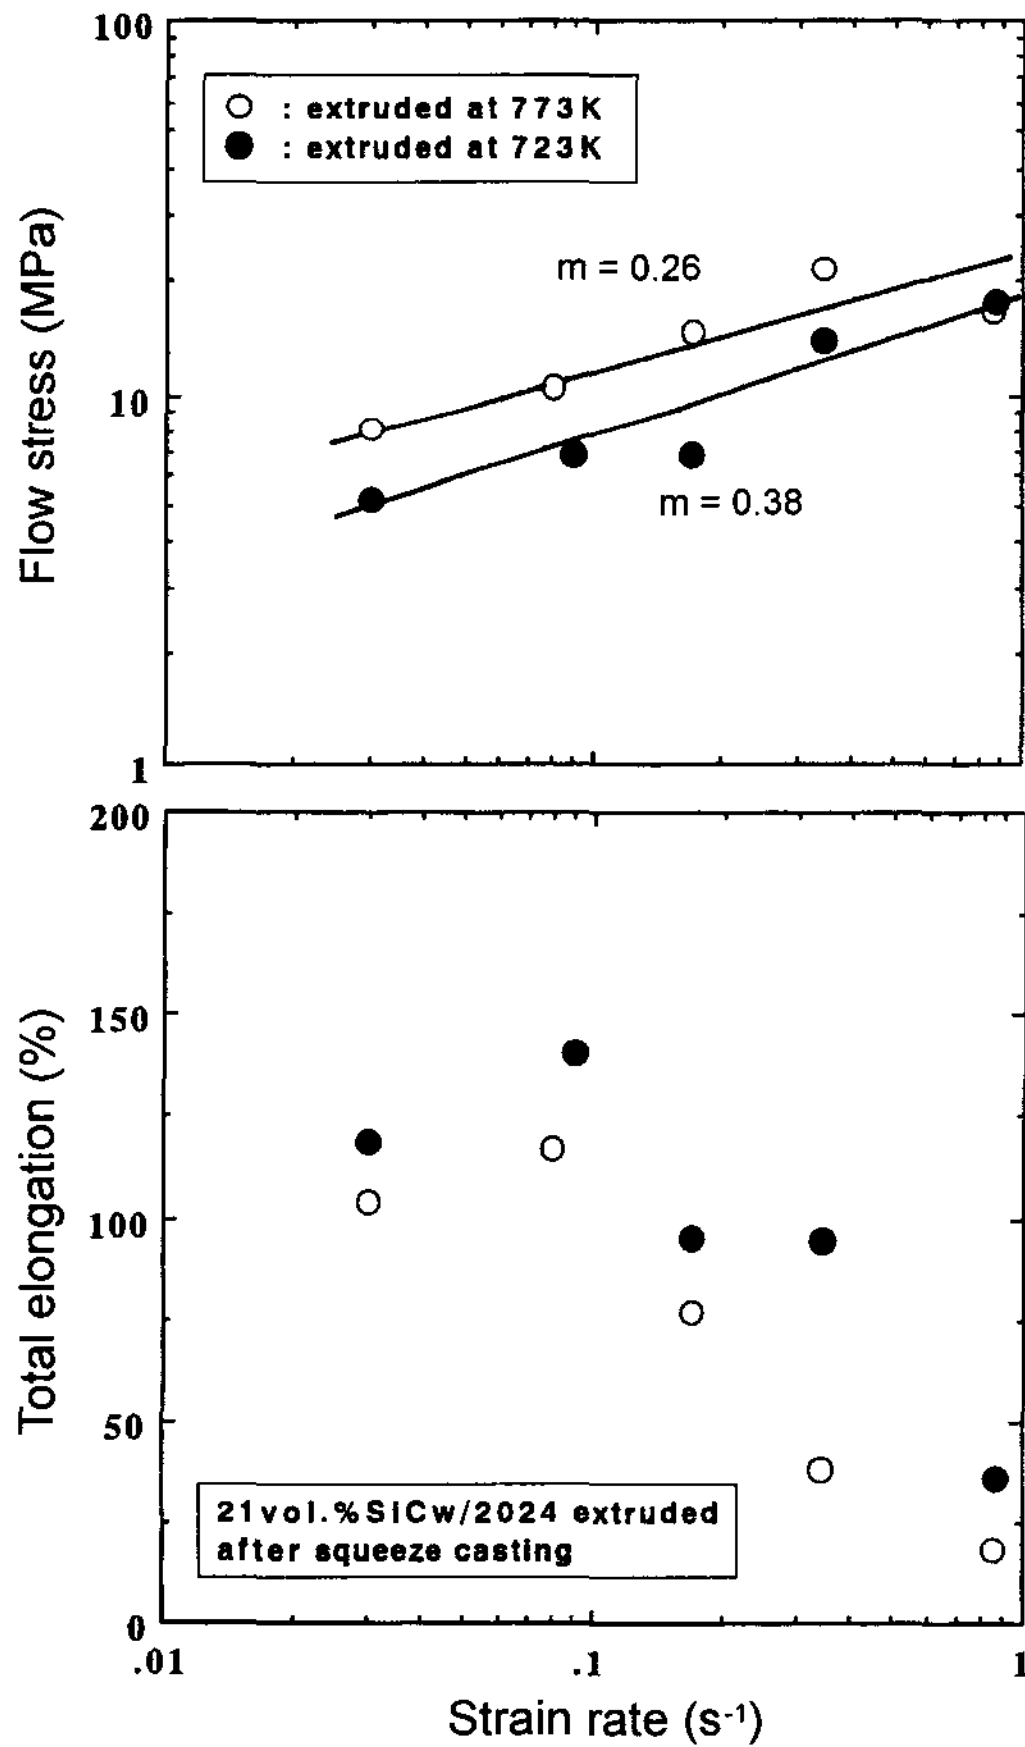 100
○ : extruded at 773K
● : extruded at 723K
m = 0.26
Flow stress (MPa)
10
m = 0.38
1
200
150
Total elongation (%)
100
50
21vol.%SiCw/2024 extruded
after squeeze casting
0
.01
.1
1
Strain rate (s⁻¹)